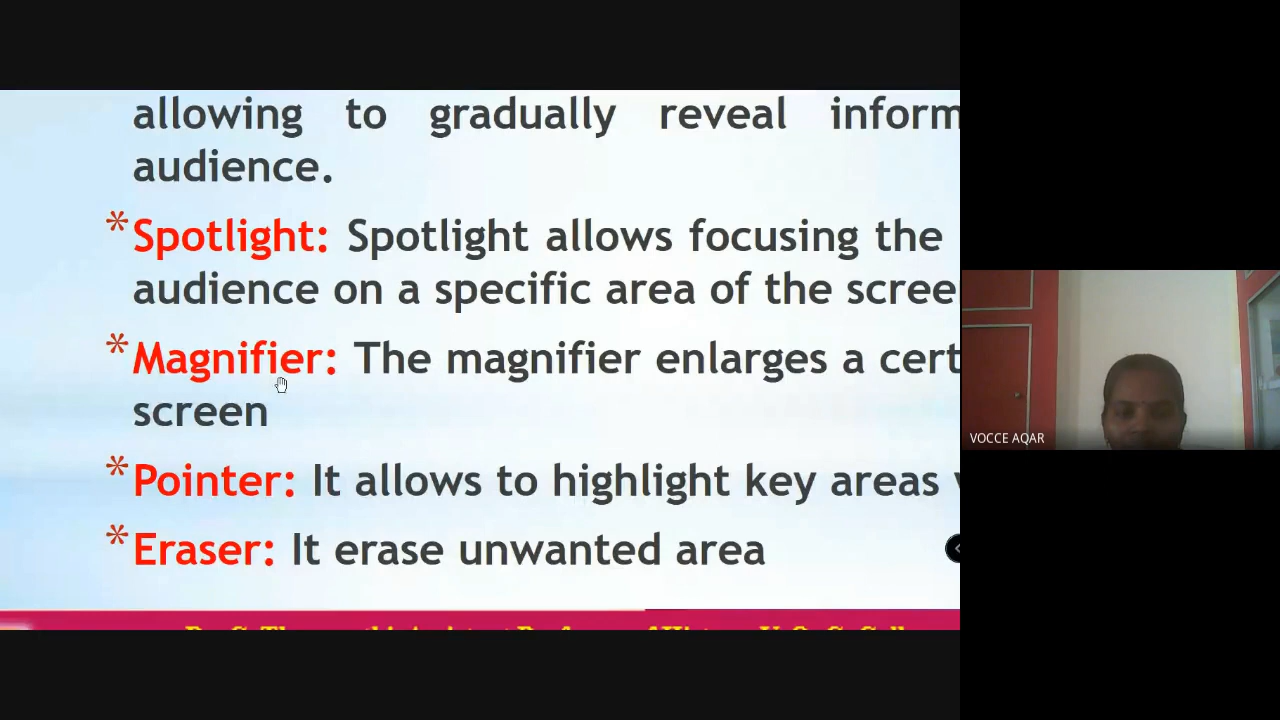 allowing to gradually reveal inform
audience.
* Spotlight: Spotlight allows focusing the
audience on a specific area of the scree
* Magnifier: The magnifier enlarges a cert
screen
* Pointer: It allows to highlight key areas
* Eraser: It erase unwanted area
VOCCE AQAR